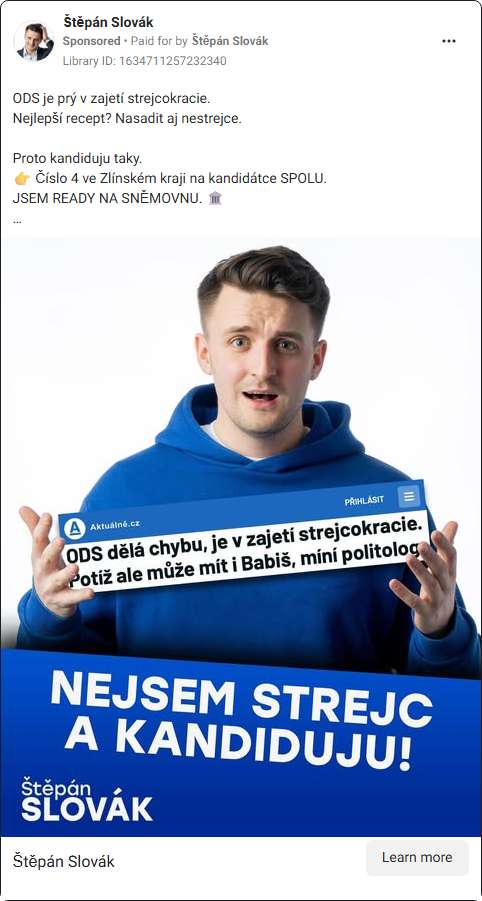 Štěpán Slovák
Sponsored • Paid for by Štěpán Slovák
Library ID: 1634711257232340
ODS je prý v zajetí strejcokracie.
Nejlepší recept? Nasadit aj nestrejce.
Proto kandiduju taky.
👉 Číslo 4 ve Zlínském kraji na kandidátce SPOLU.
JSEM READY NA SNĚMOVNU. 🏛️
...
PŘIHLÁSIT
Aktuálně.cz
ODS dělá chybu, je v zajetí strejcokracie.
Potíž ale může mít i Babiš, míní politolog
NEJSEM STREJC
A KANDIDUJU!
Štěpán
SLOVÁK
Štěpán Slovák
Learn more